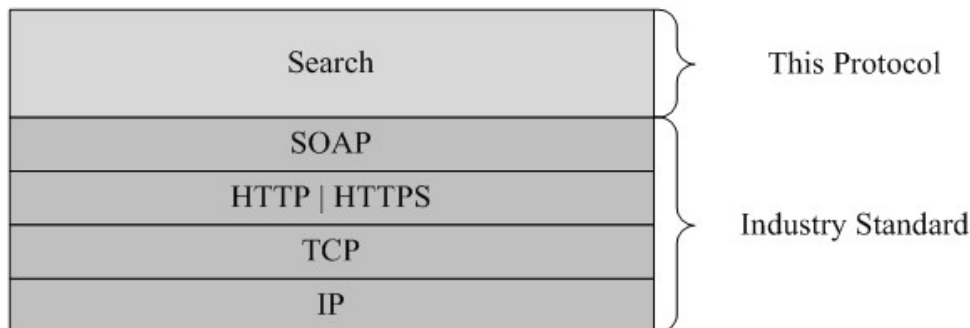 Search
This Protocol
SOAP
HTTP | HTTPS
Industry Standard
TCP
IP